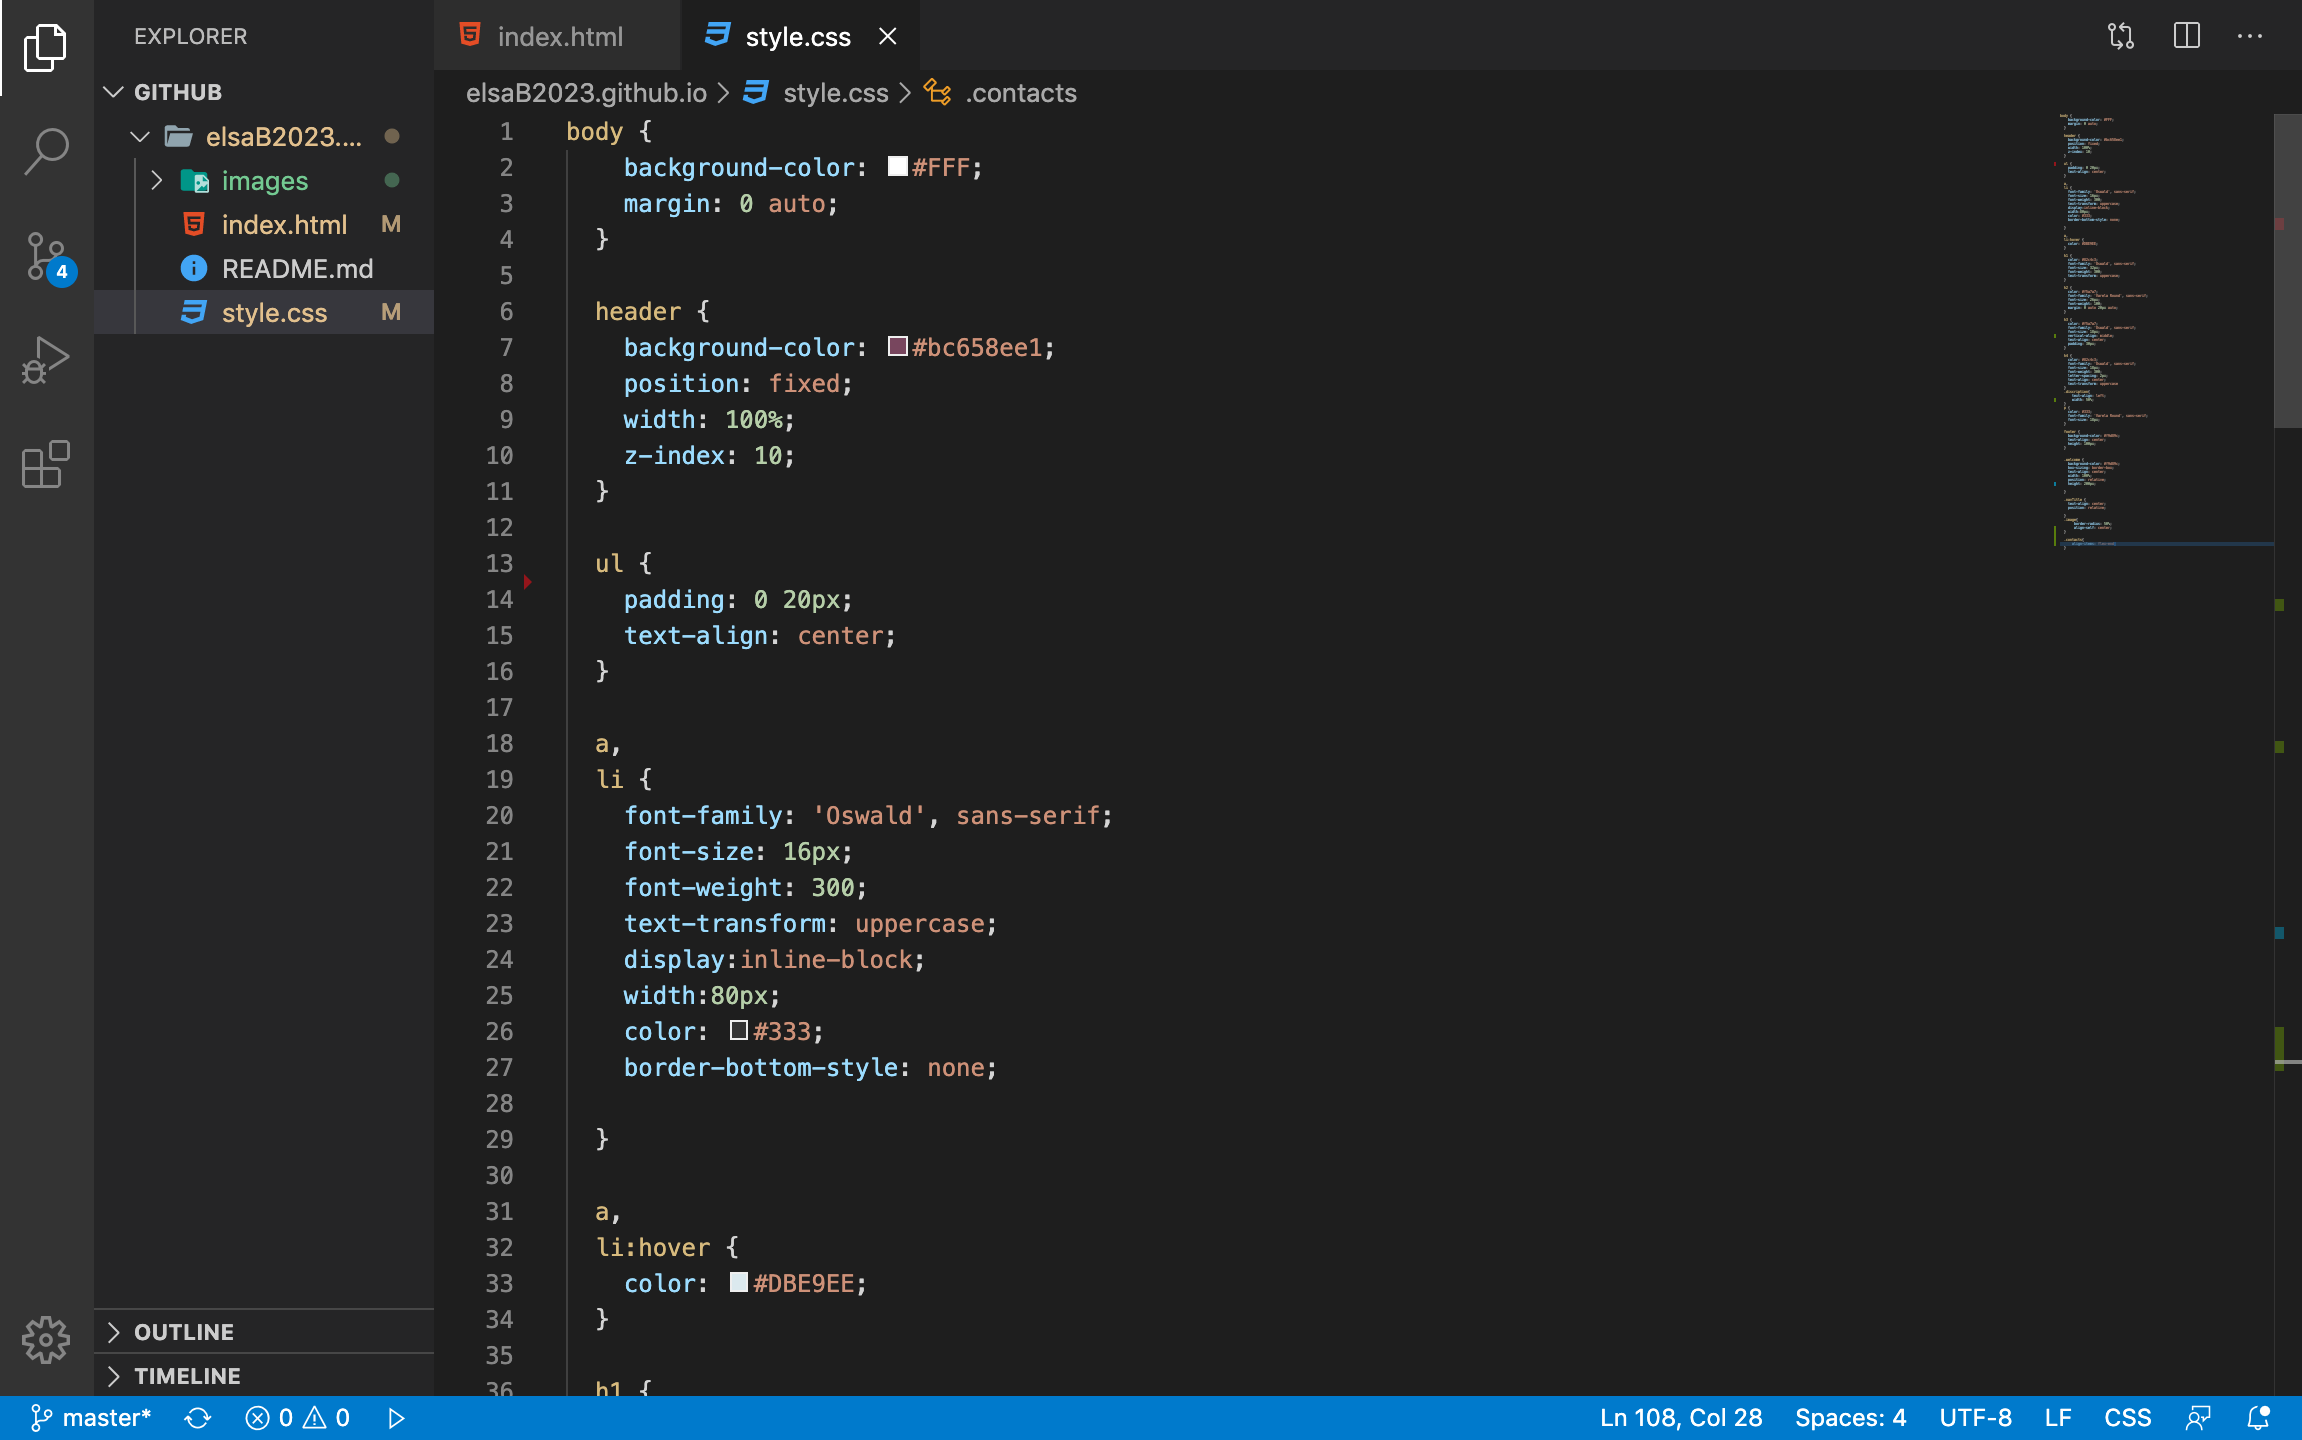 EXPLORER
index.html
style.css
GITHUB
elsaB2023.github.io > style.css > .contacts
elsaB2023....
images
index.html M
README.md
style.css M
4
1 body {
2 background-color: #FFF;
3 margin: 0 auto;
4 }
5
6 header {
7 background-color: #bc658ee1;
8 position: fixed;
9 width: 100%;
10 z-index: 10;
11 }
12
13 ul {
14 padding: 0 20px;
15 text-align: center;
16 }
17
18 a,
19 li {
20 font-family: 'Oswald', sans-serif;
21 font-size: 16px;
22 font-weight: 300;
23 text-transform: uppercase;
24 display:inline-block;
25 width:80px;
26 color: #333;
27 border-bottom-style: none;
28
29 }
30
31 a,
32 li:hover {
33 color: #DBE9EE;
34 }
35
36 h1 {
OUTLINE
TIMELINE
master* 0 0 Ln 108, Col 28 Spaces: 4 UTF-8 LF CSS